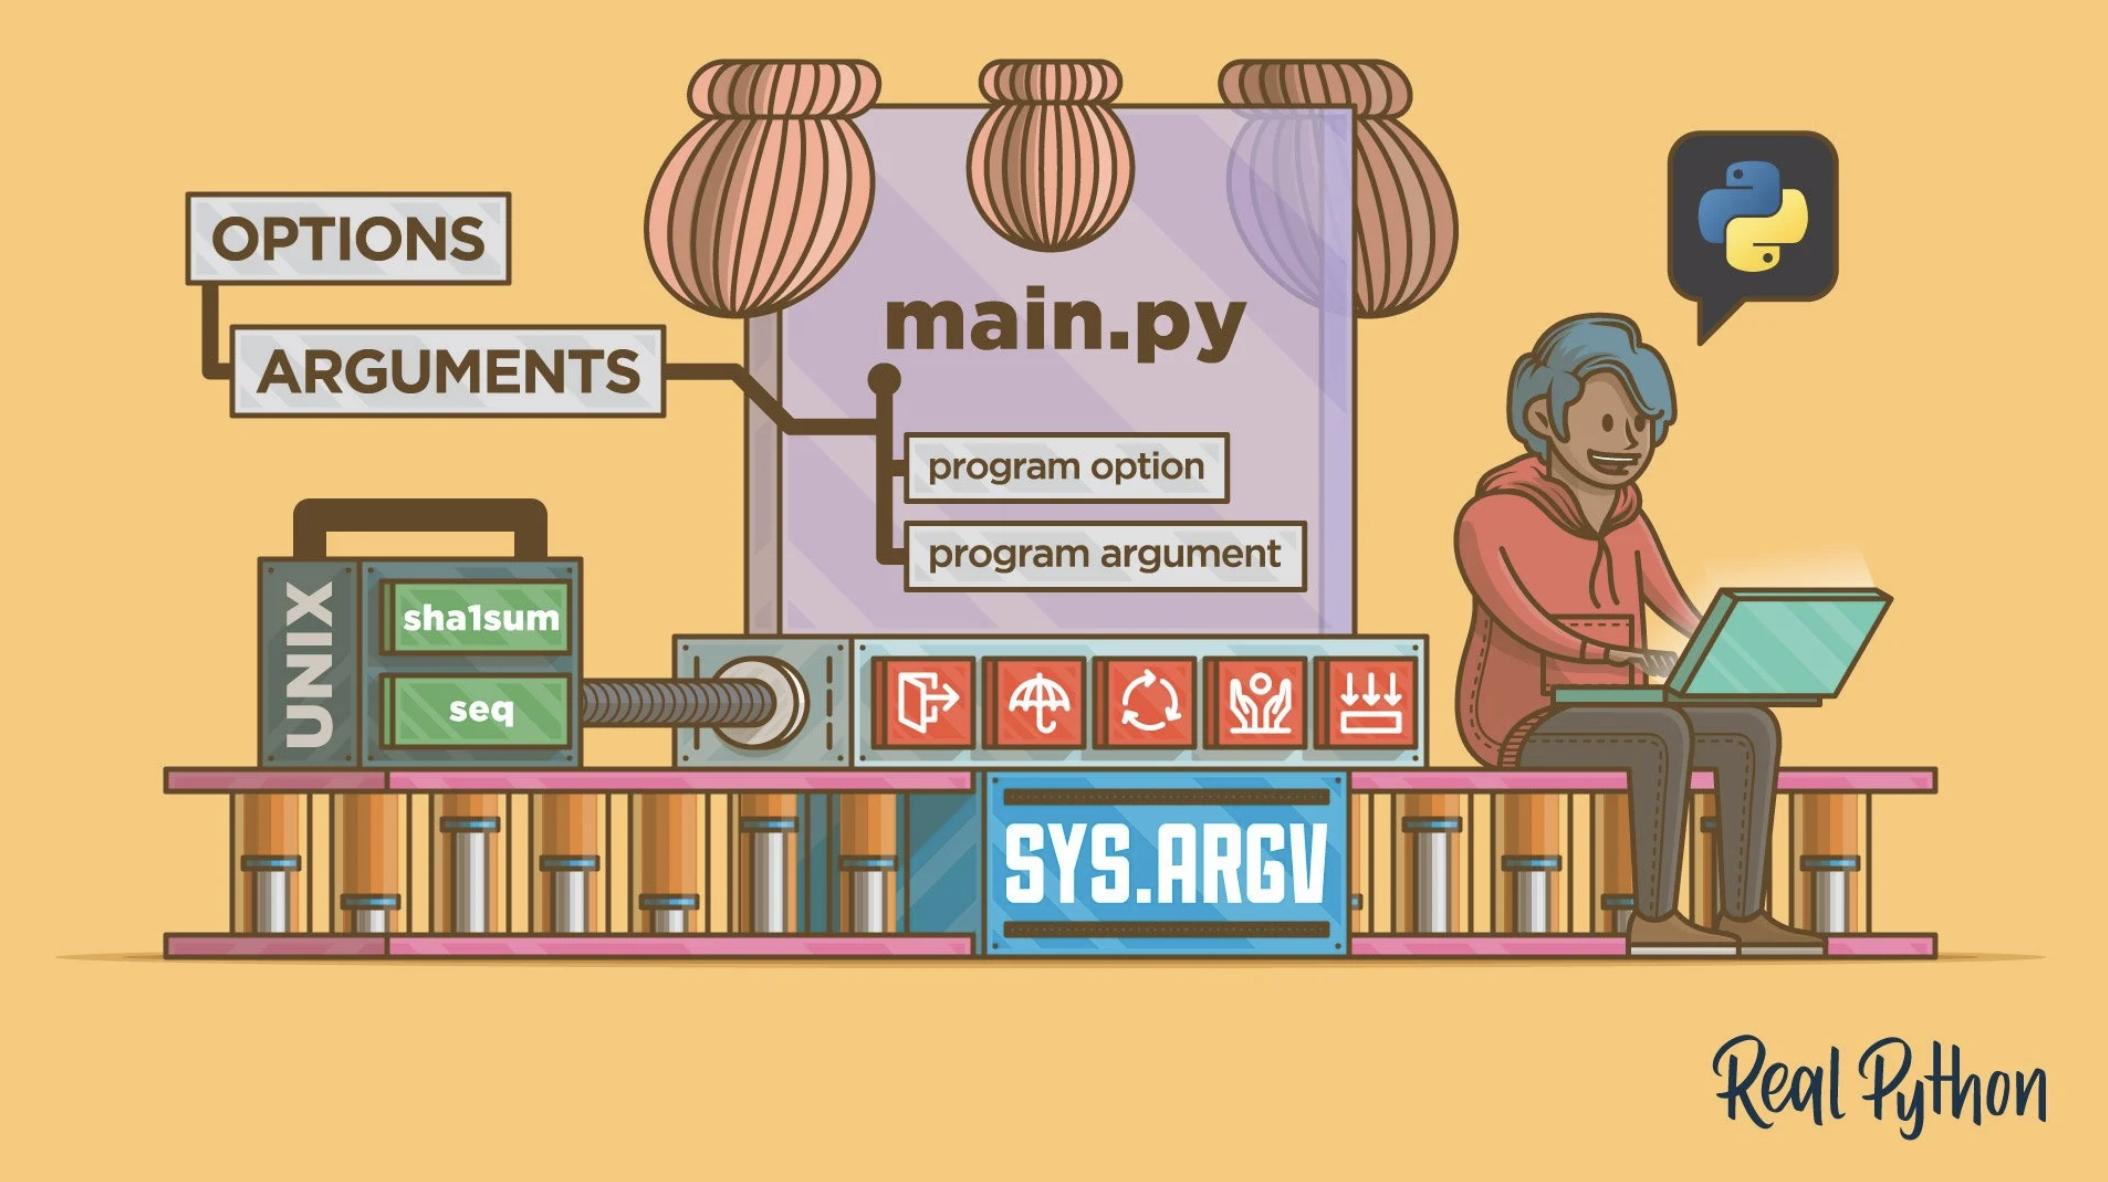 OPTIONS
ARGUMENTS
main.py
program option
program argument
UNIX
sha1sum
seq
SYS.ARGV
Real Python